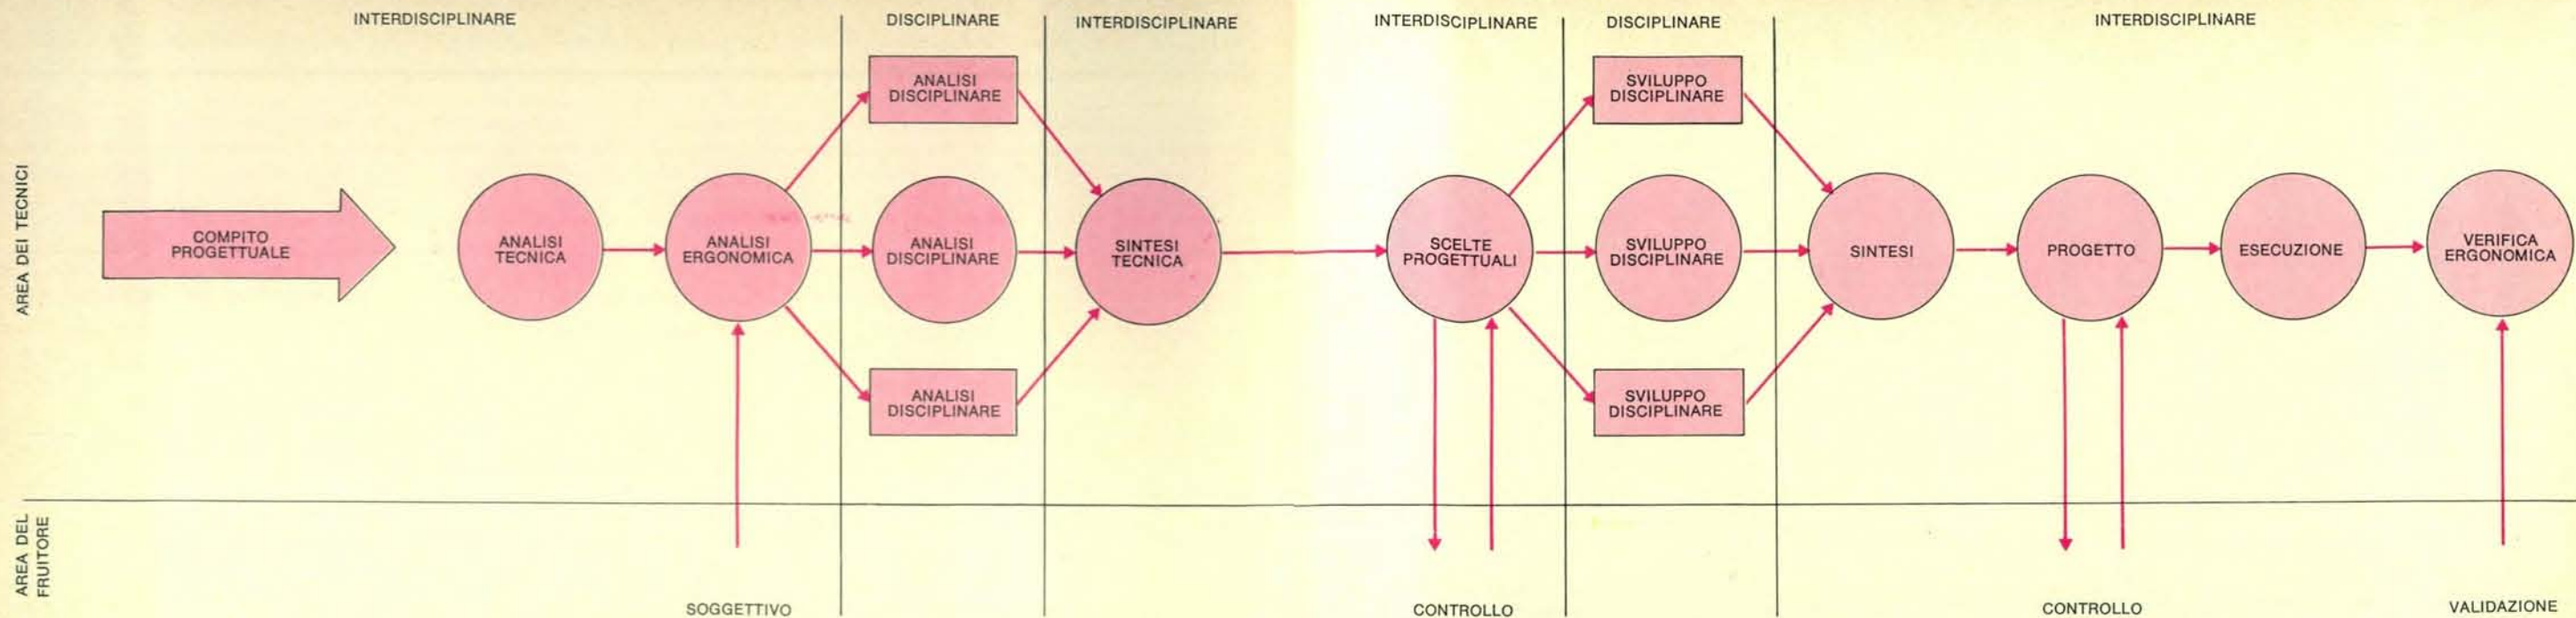 INTERDISCIPLINARE
DISCIPLINARE
INTERDISCIPLINARE
INTERDISCIPLINARE
DISCIPLINARE
INTERDISCIPLINARE
AREA DEI TECNICI
COMPITO
PROGETTUALE
ANALISI
TECNICA
ANALISI
ERGONOMICA
ANALISI
DISCIPLINARE
ANALISI
DISCIPLINARE
ANALISI
DISCIPLINARE
SINTESI
TECNICA
SCELTE
PROGETTUALI
SVILUPPO
DISCIPLINARE
SVILUPPO
DISCIPLINARE
SVILUPPO
DISCIPLINARE
SINTESI
PROGETTO
ESECUZIONE
VERIFICA
ERGONOMICA
AREA DEL
FRUITORE
SOGGETTIVO
CONTROLLO
CONTROLLO
VALIDAZIONE